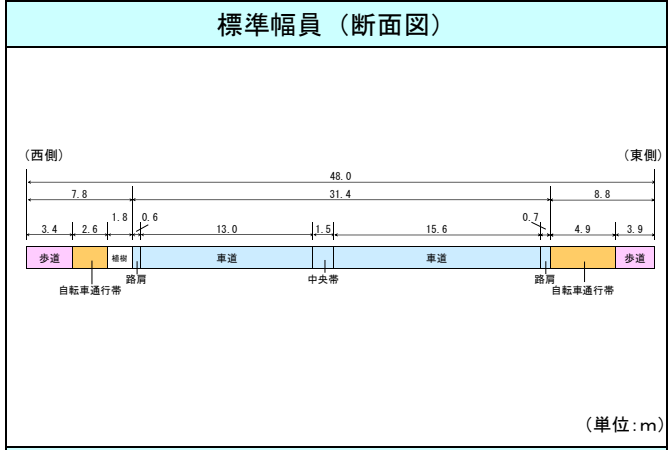 標準幅員（断面図）
（西側）
（東側）
48.0
7.8 31.4 8.8
3.4 2.6 1.8 0.6 13.0 1.5 15.6 0.7 4.9 3.9
歩道 植樹 車道 車道 歩道
自転車通行帯 路肩 中央帯 路肩 自転車通行帯
（単位:ｍ）